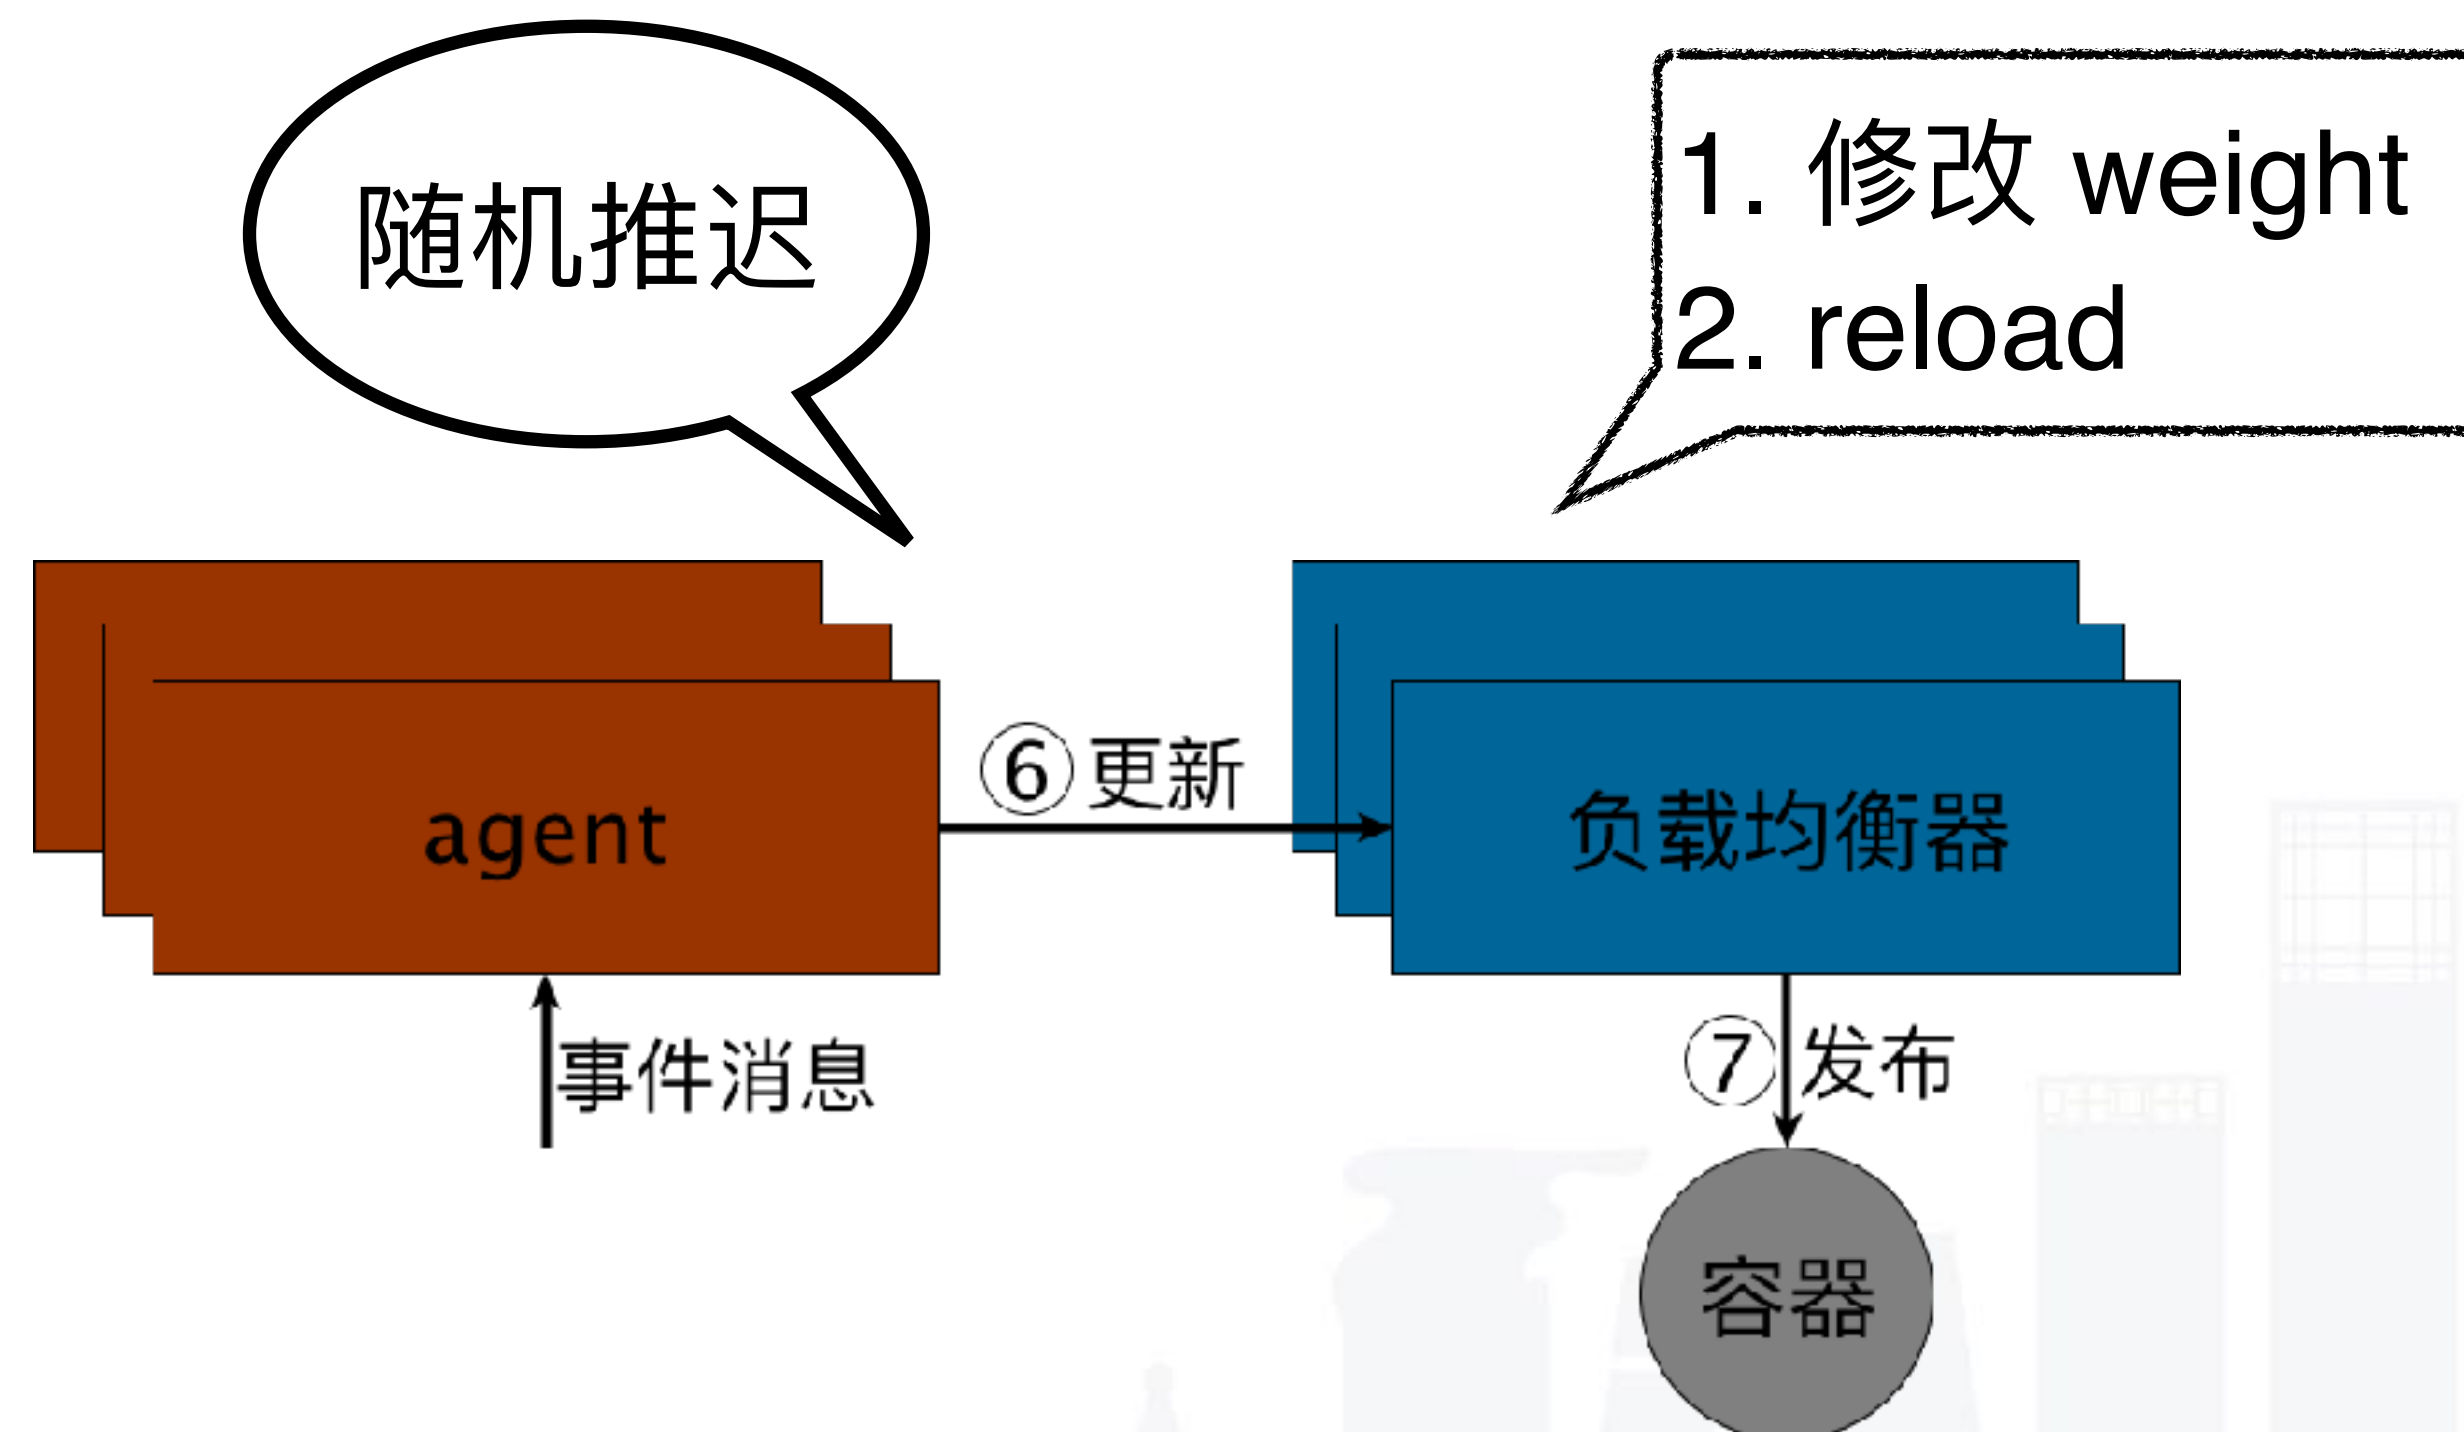 随机推迟
1. 修改 weight
2. reload
⑥更新
agent
负载均衡器
事件消息
⑦发布
容器